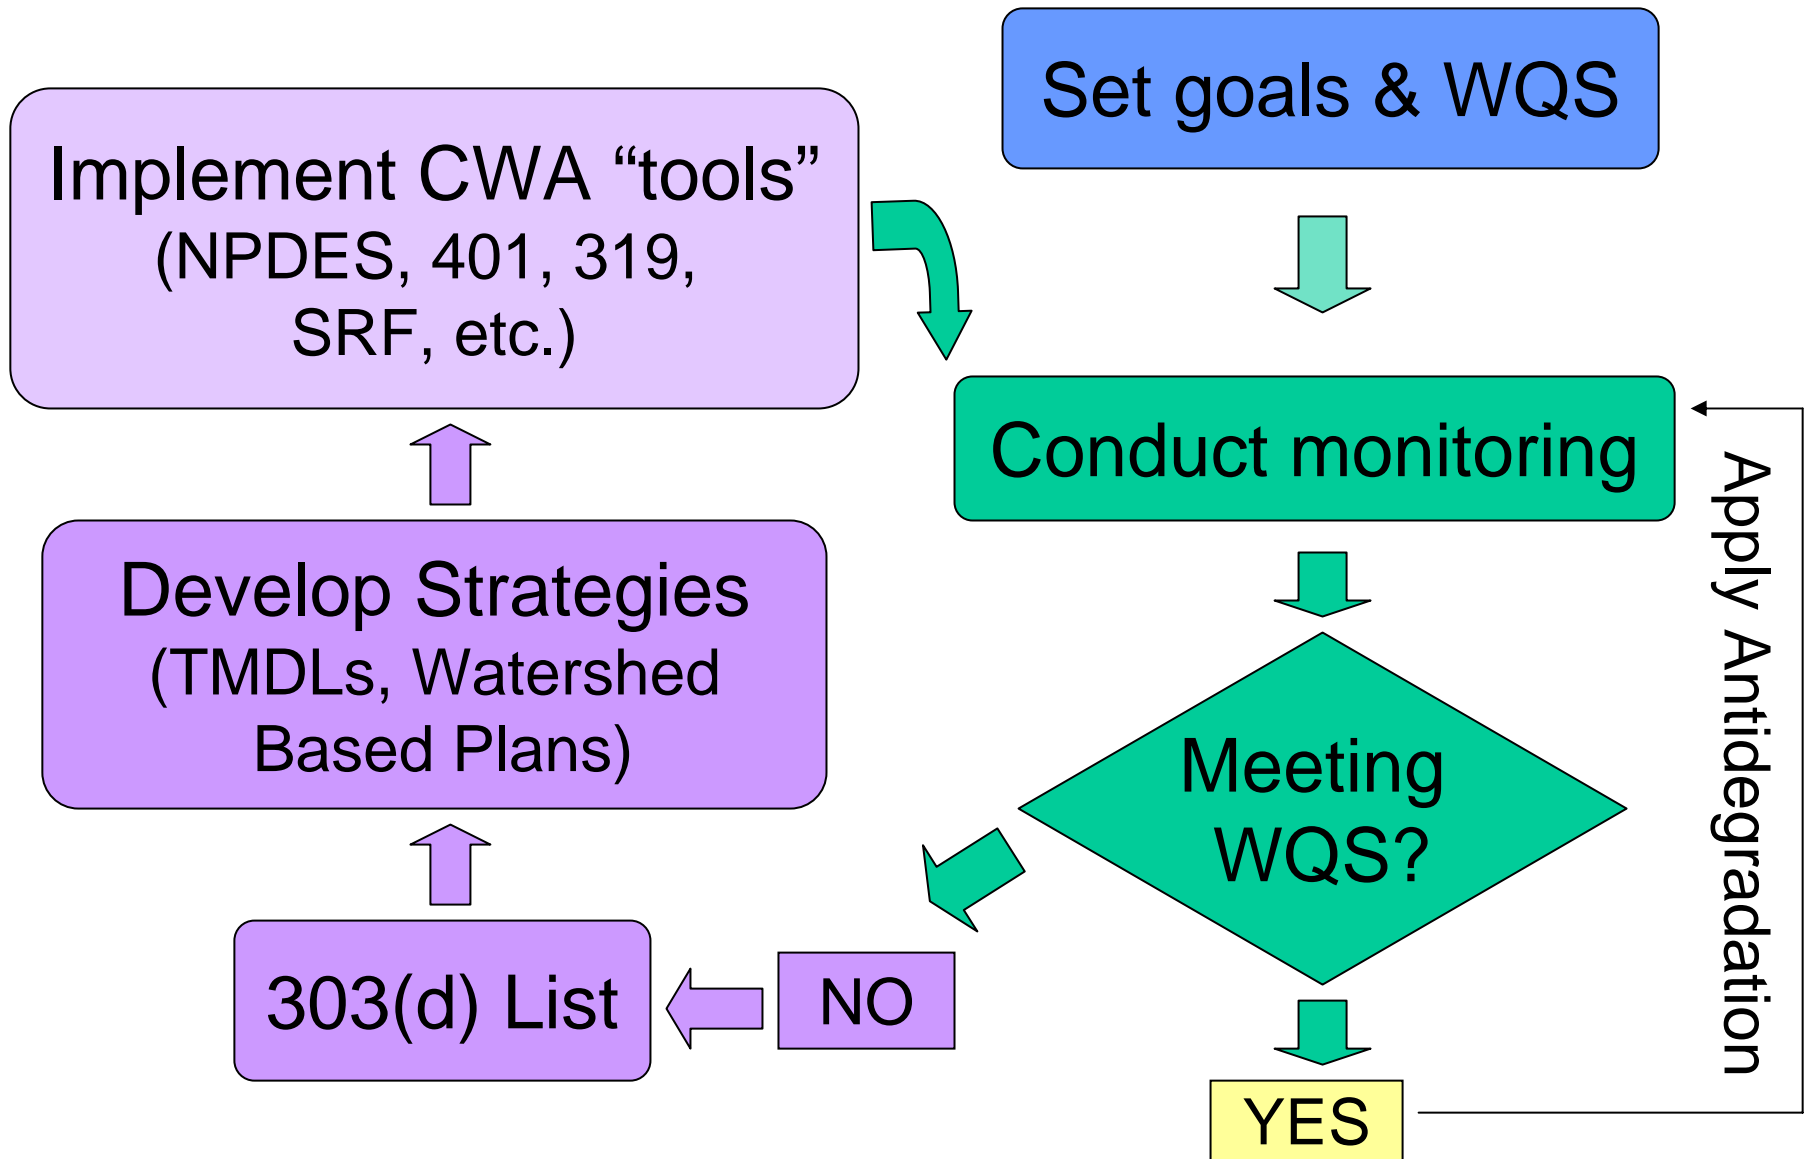 Set goals & WQS
Implement CWA “tools”
(NPDES, 401, 319,
SRF, etc.)
Conduct monitoring
Apply Antidegradation
Develop Strategies
(TMDLs, Watershed
Based Plans)
Meeting
WQS?
303(d) List
NO
YES